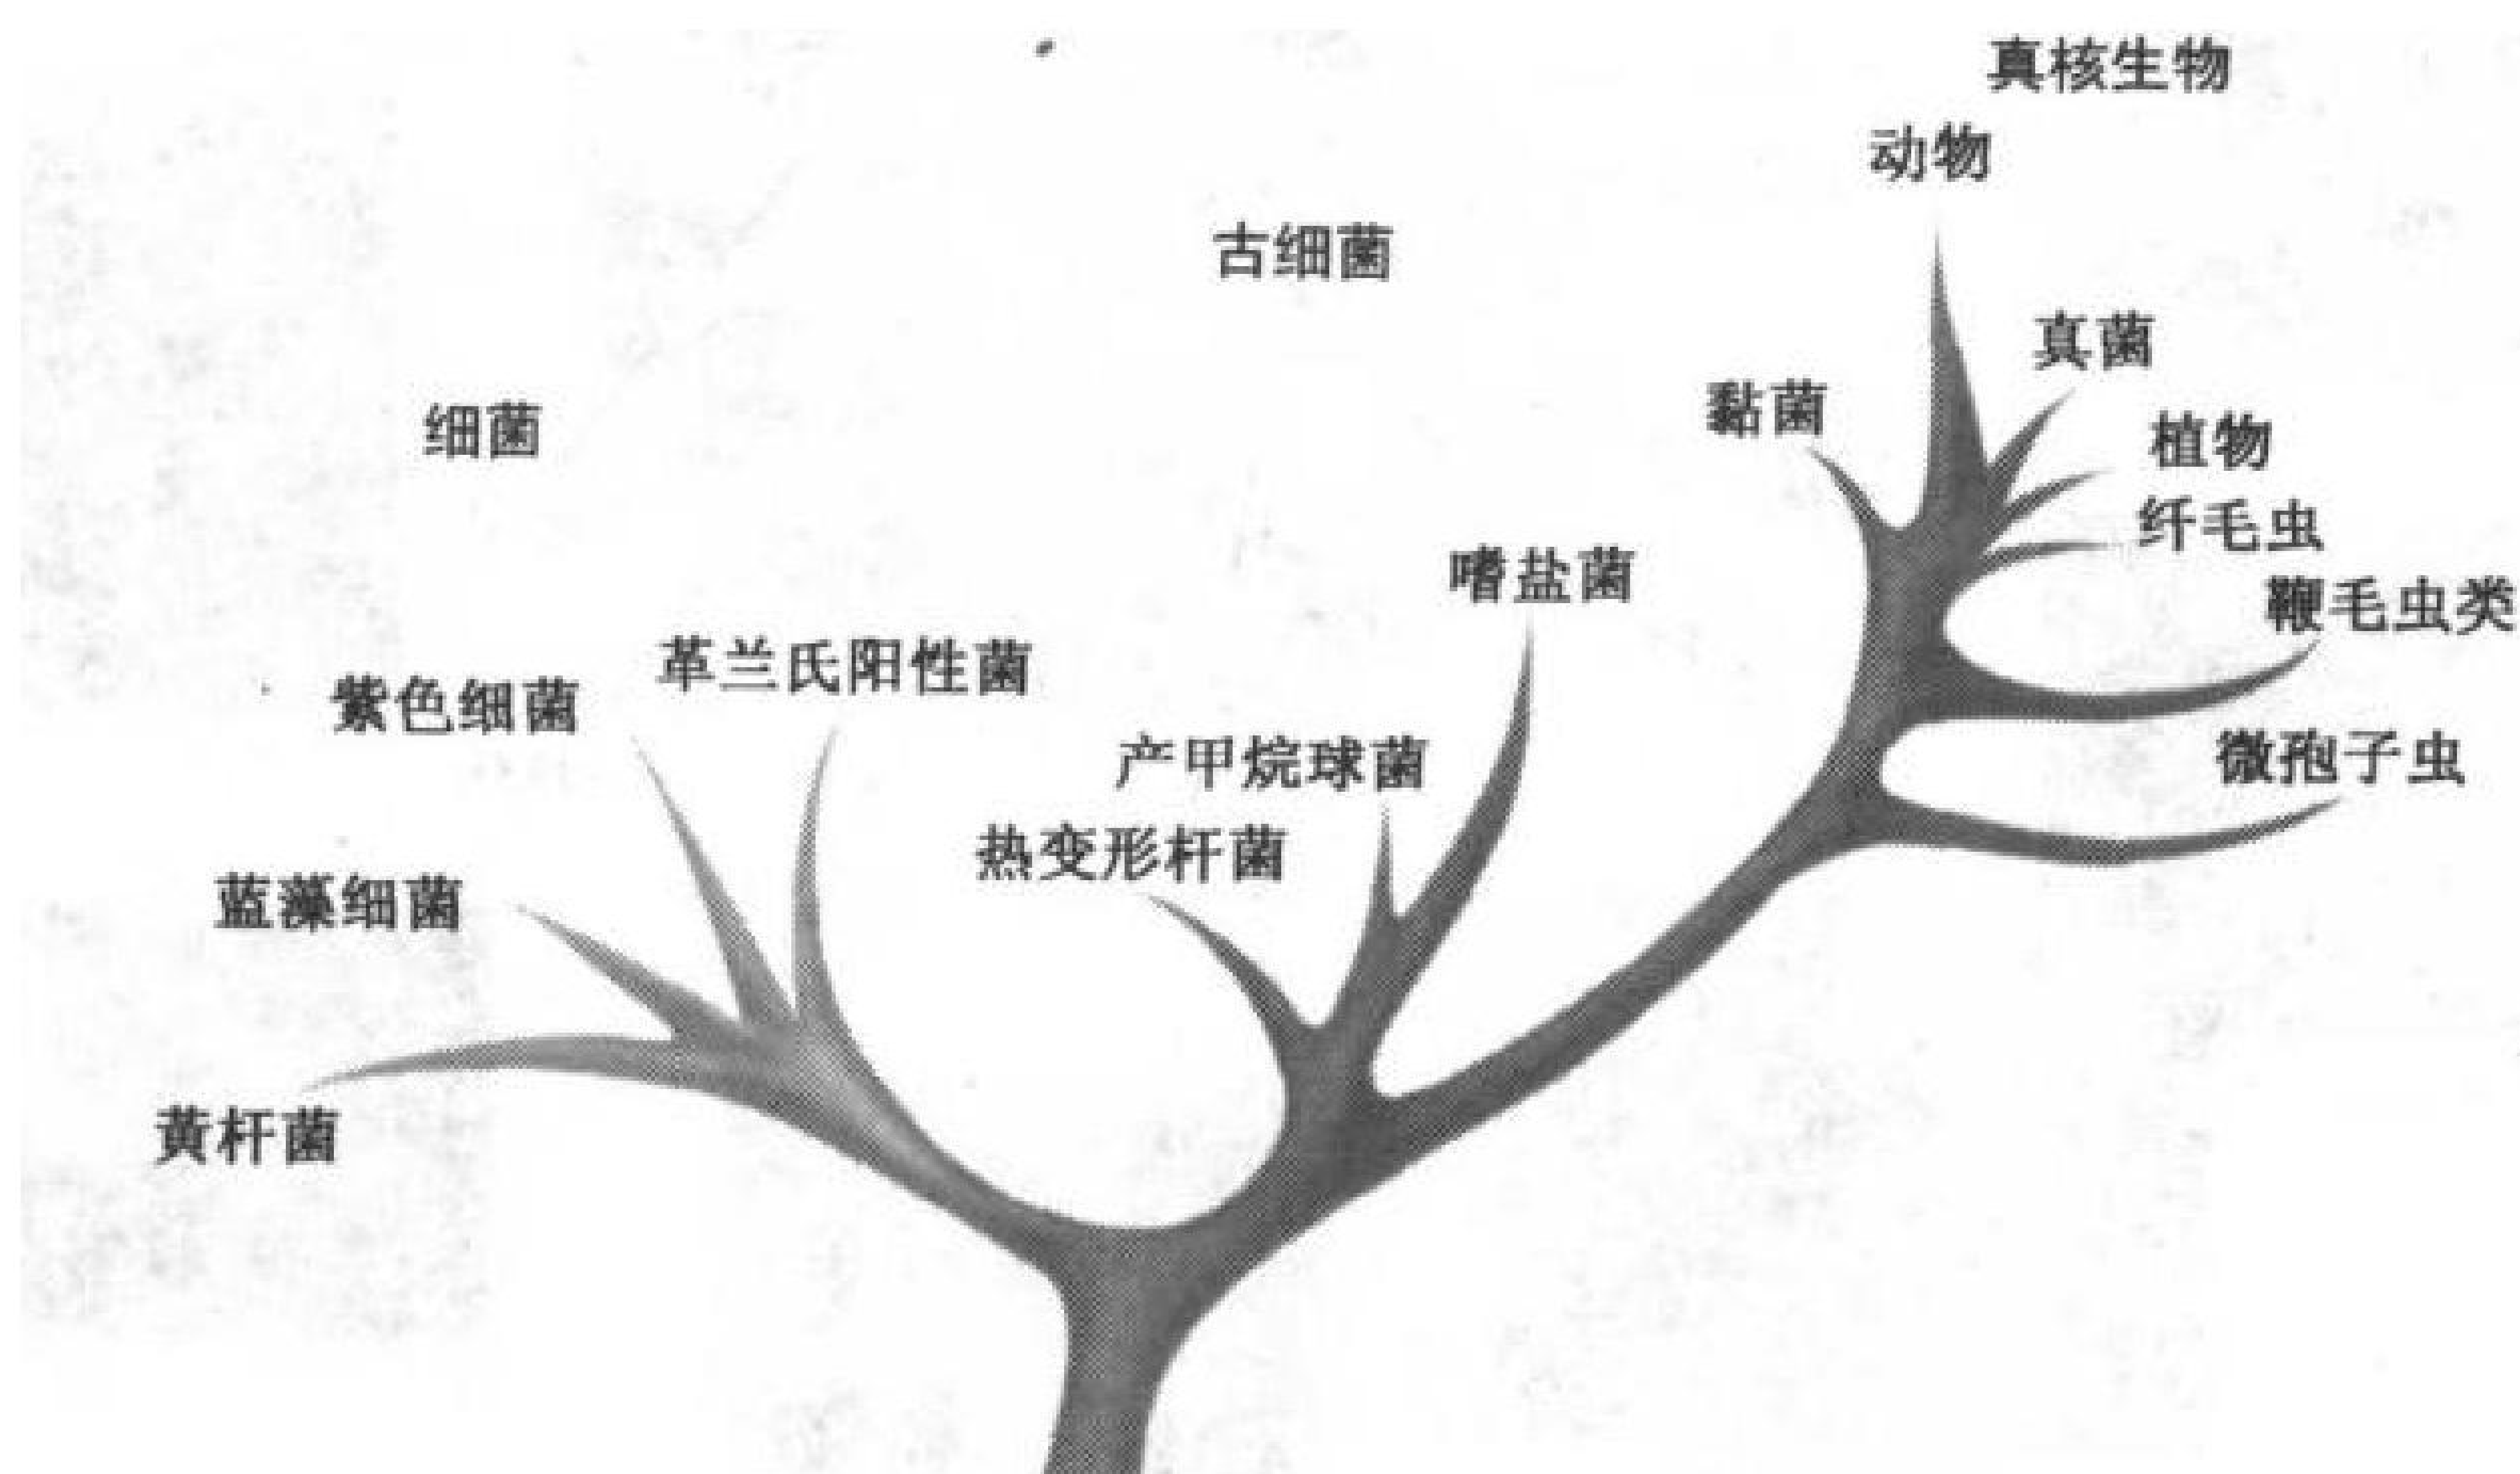 真核生物
动物
古细菌
真菌
黏菌
细菌
植物
纤毛虫
嗜盐菌
鞭毛虫类
革兰氏阳性菌
紫色细菌
产甲烷球菌
微孢子虫
热变形杆菌
蓝藻细菌
黄杆菌